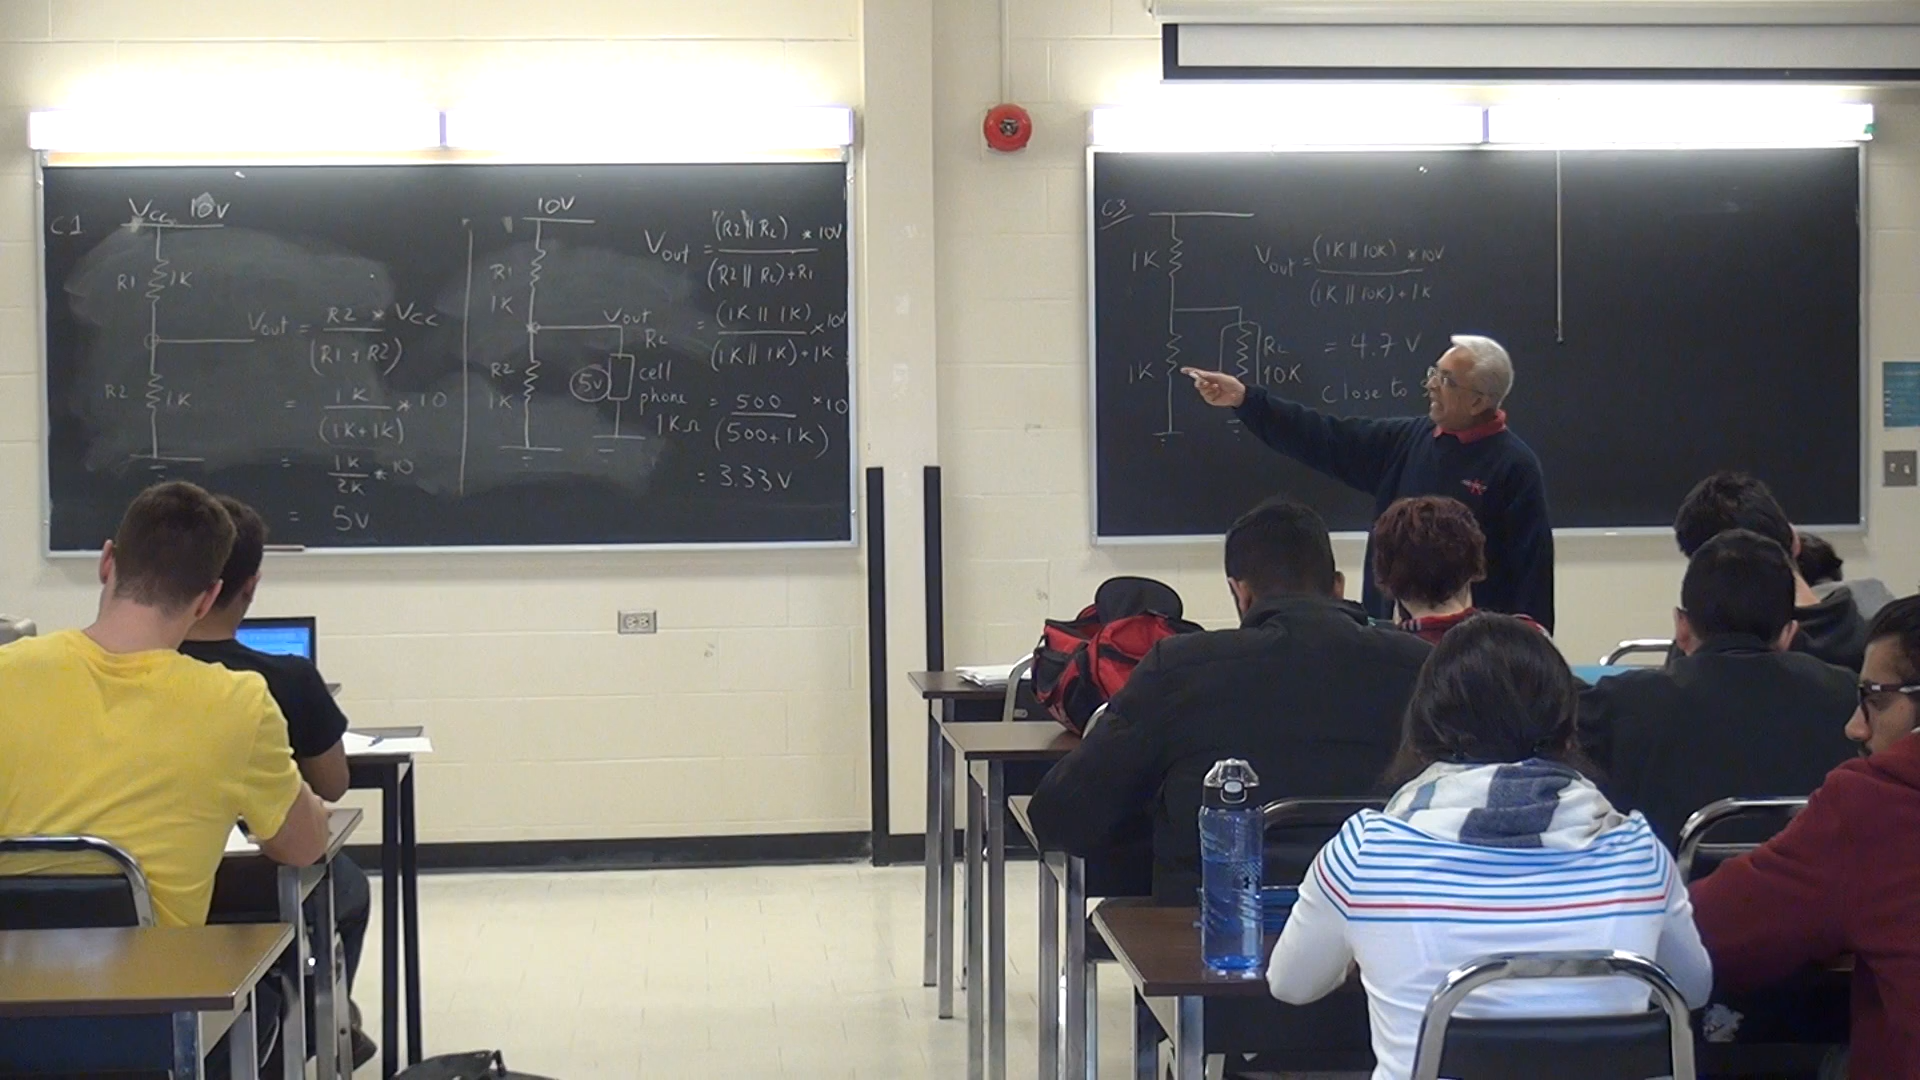 C1
Vcc 10V
R1 1K
Vout = R2 * Vcc
(R1 + R2)
R2 1K
= 1K * 10
(1K+1K)
= 1K * 10
2K
= 5V
10V
R1
1K
Vout
RL
R2
1K
5V
cell
phone
1KΩ
Vout = (R2 || RL) * 10V
(R2 || RL) + R1
= (1K || 1K) * 10V
(1K || 1K) + 1K
= 500 * 10
(500 + 1K)
= 3.33V
C3
1K
1K
RL
10K
Vout = (1K || 10K) * 10V
(1K || 10K) + 1K
= 4.7 V
Close to